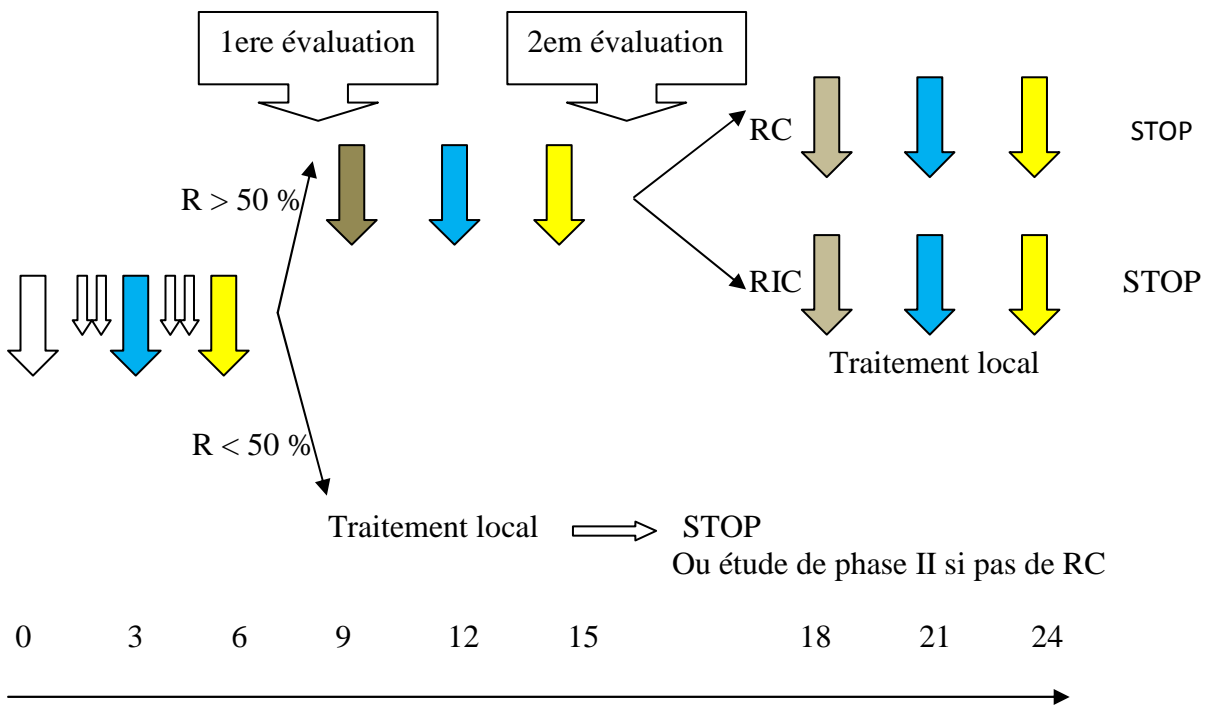 1ere évaluation
2em évaluation
RC
STOP
R > 50 %
RIC
STOP
Traitement local
R < 50 %
Traitement local
STOP
Ou étude de phase II si pas de RC
0 3 6 9 12 15 18 21 24